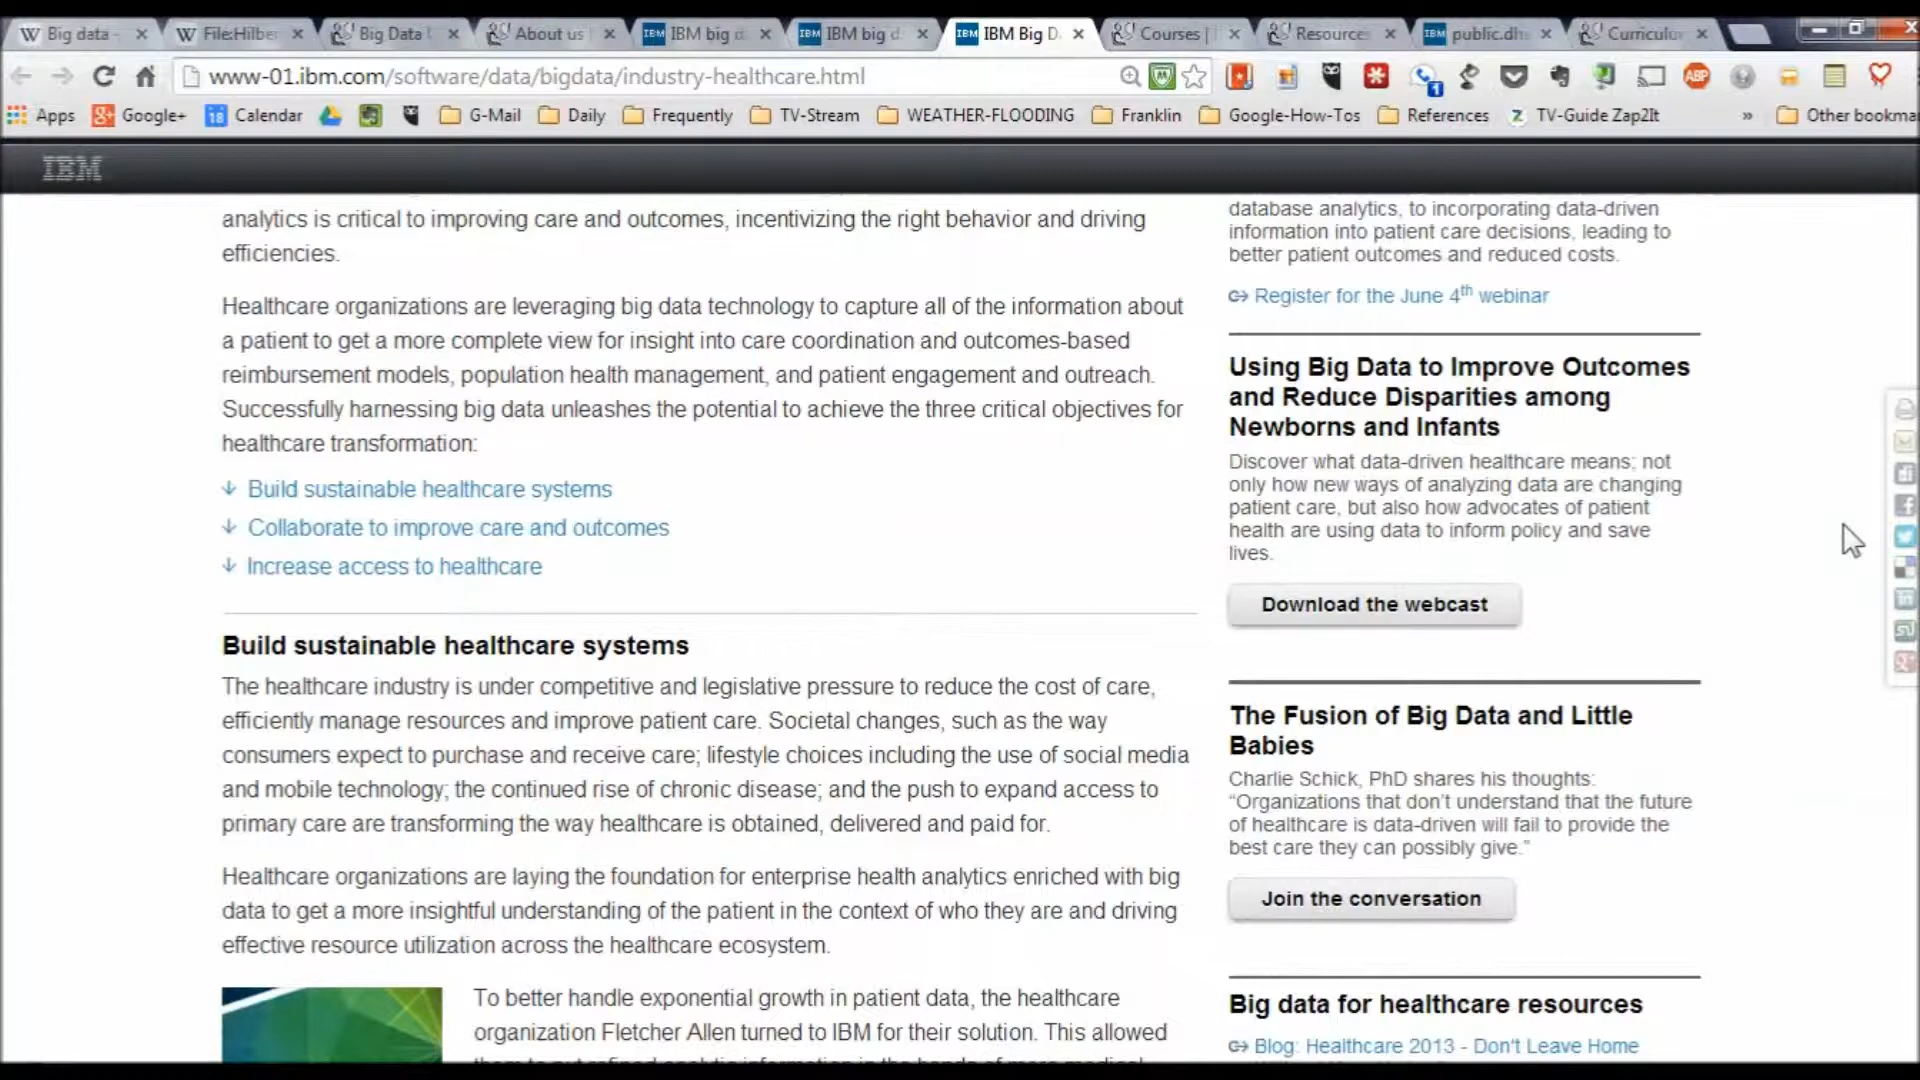 Big data -
File:Hilber
Big Data
About us
IBM big d
IBM big d
IBM Big D
Courses |
Resources
public.dhe
Curriculu
www-01.ibm.com/software/data/bigdata/industry-healthcare.html
Apps
Google+
18 Calendar
G-Mail
Daily
Frequently
TV-Stream
WEATHER-FLOODING
Franklin
Google-How-Tos
References
TV-Guide Zap2It
»
Other bookma
IBM
analytics is critical to improving care and outcomes, incentivizing the right behavior and driving
efficiencies.
Healthcare organizations are leveraging big data technology to capture all of the information about
a patient to get a more complete view for insight into care coordination and outcomes-based
reimbursement models, population health management, and patient engagement and outreach.
Successfully harnessing big data unleashes the potential to achieve the three critical objectives for
healthcare transformation:
Build sustainable healthcare systems
Collaborate to improve care and outcomes
Increase access to healthcare
Build sustainable healthcare systems
The healthcare industry is under competitive and legislative pressure to reduce the cost of care,
efficiently manage resources and improve patient care. Societal changes, such as the way
consumers expect to purchase and receive care; lifestyle choices including the use of social media
and mobile technology; the continued rise of chronic disease; and the push to expand access to
primary care are transforming the way healthcare is obtained, delivered and paid for.
Healthcare organizations are laying the foundation for enterprise health analytics enriched with big
data to get a more insightful understanding of the patient in the context of who they are and driving
effective resource utilization across the healthcare ecosystem.
To better handle exponential growth in patient data, the healthcare
organization Fletcher Allen turned to IBM for their solution. This allowed
database analytics, to incorporating data-driven
information into patient care decisions, leading to
better patient outcomes and reduced costs.
Register for the June 4th webinar
Using Big Data to Improve Outcomes
and Reduce Disparities among
Newborns and Infants
Discover what data-driven healthcare means; not
only how new ways of analyzing data are changing
patient care, but also how advocates of patient
health are using data to inform policy and save
lives.
Download the webcast
The Fusion of Big Data and Little
Babies
Charlie Schick, PhD shares his thoughts:
“Organizations that don’t understand that the future
of healthcare is data-driven will fail to provide the
best care they can possibly give.”
Join the conversation
Big data for healthcare resources
Blog: Healthcare 2013 - Don't Leave Home